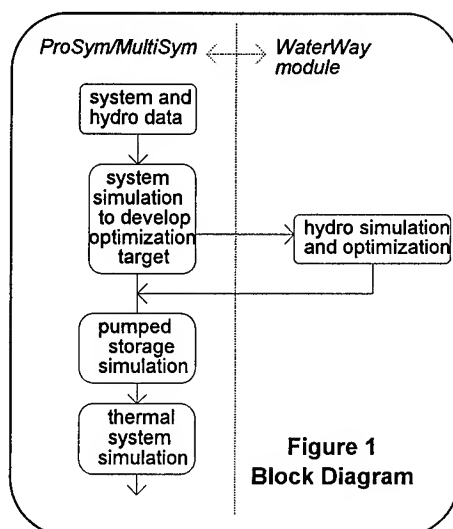 ProSym/MultiSym
WaterWay
module
system and
hydro data
system
simulation
to develop
optimization
target
hydro simulation
and optimization
pumped
storage
simulation
thermal
system
simulation
Figure 1
Block Diagram